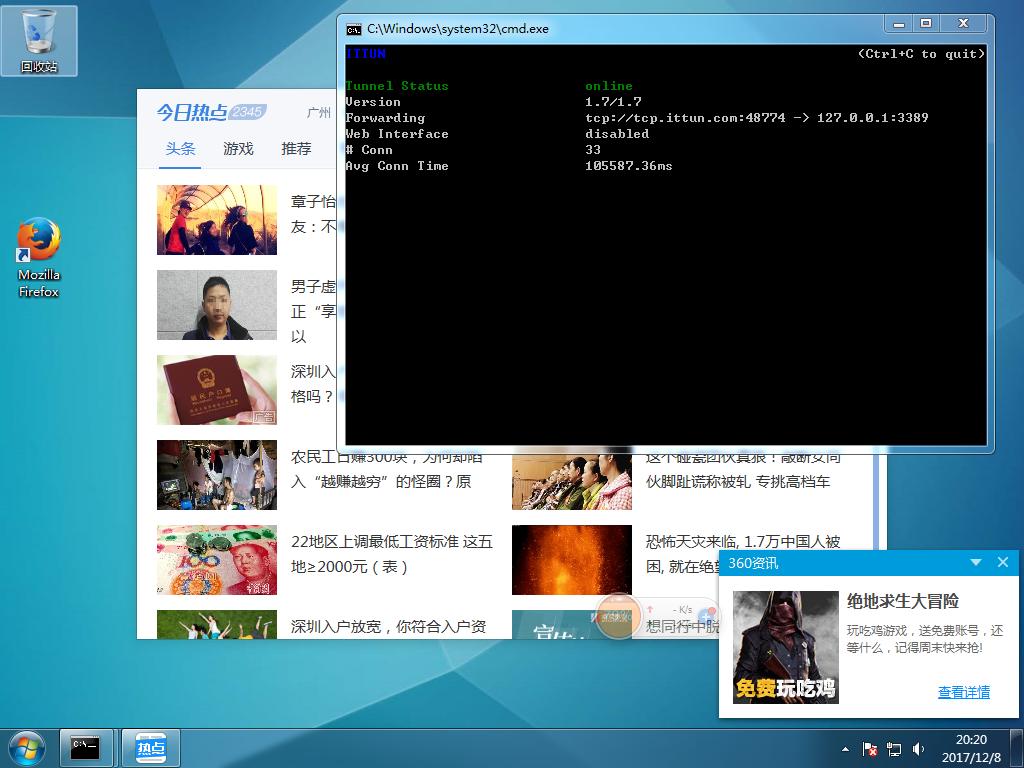 回收站
Mozilla
Firefox
今日热点 2345
广州
头条 游戏 推荐
章子怡
友：不
男子虚
正“享
以
深圳入
格吗？
广告
农民工日赚300块，为何却陷
入“越赚越穷”的怪圈？原
22地区上调最低工资标准 这五
地≥2000元（表）
100
深圳入户放宽，你符合入户资
这个碰瓷团伙真狠！敲断女同
伙脚趾谎称被轧 专挑高档车
恐怖天灾来临, 1.7万中国人被
困, 就在绝
想同行中脱
- K/s
C:\Windows\system32\cmd.exe
ITTUN (Ctrl+C to quit)
Tunnel Status online
Version 1.7/1.7
Forwarding tcp://tcp.ittun.com:48774 -> 127.0.0.1:3389
Web Interface disabled
# Conn 33
Avg Conn Time 105587.36ms
360资讯
绝地求生大冒险
玩吃鸡游戏，送免费账号，还
等什么，记得周末快来抢!
免费玩吃鸡
查看详情
C:\_
热点
20:20
2017/12/8